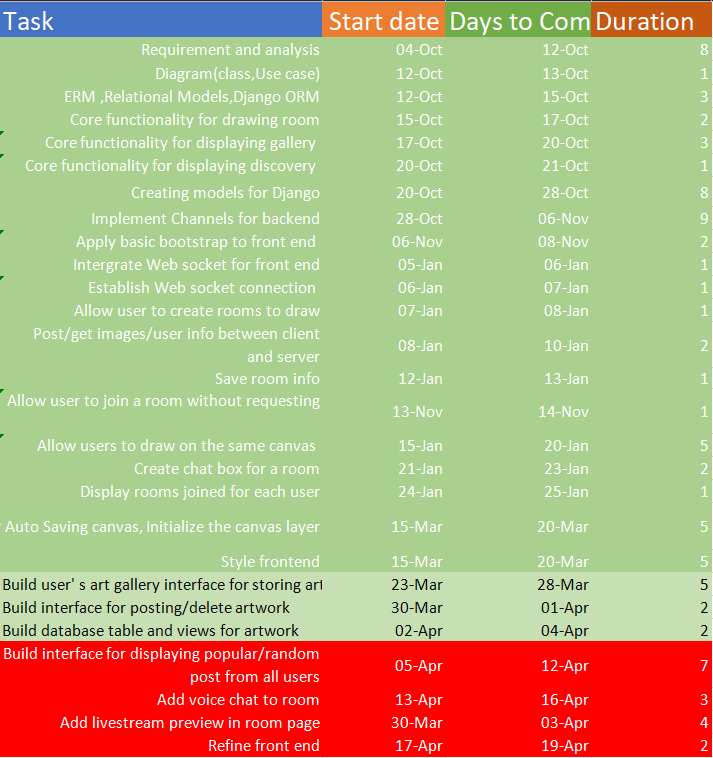 Task Start date Days to Com Duration
Requirement and analysis 04-Oct 12-Oct 8
Diagram(class,Use case) 12-Oct 13-Oct 1
ERM ,Relational Models,Django ORM 12-Oct 15-Oct 3
Core functionality for drawing room 15-Oct 17-Oct 2
Core functionality for displaying gallery 17-Oct 20-Oct 3
Core functionality for displaying discovery 20-Oct 21-Oct 1
Creating models for Django 20-Oct 28-Oct 8
Implement Channels for backend 28-Oct 06-Nov 9
Apply basic bootstrap to front end 06-Nov 08-Nov 2
Intergrate Web socket for front end 05-Jan 06-Jan 1
Establish Web socket connection 06-Jan 07-Jan 1
Allow user to create rooms to draw 07-Jan 08-Jan 1
Post/get images/user info between client
and server 08-Jan 10-Jan 2
Save room info 12-Jan 13-Jan 1
Allow user to join a room without requesting
13-Nov 14-Nov 1
Allow users to draw on the same canvas 15-Jan 20-Jan 5
Create chat box for a room 21-Jan 23-Jan 2
Display rooms joined for each user 24-Jan 25-Jan 1
Auto Saving canvas, Initialize the canvas layer 15-Mar 20-Mar 5
Style frontend 15-Mar 20-Mar 5
Build user' s art gallery interface for storing art 23-Mar 28-Mar 5
Build interface for posting/delete artwork 30-Mar 01-Apr 2
Build database table and views for artwork 02-Apr 04-Apr 2
Build interface for displaying popular/random
post from all users 05-Apr 12-Apr 7
Add voice chat to room 13-Apr 16-Apr 3
Add livestream preview in room page 30-Mar 03-Apr 4
Refine front end 17-Apr 19-Apr 2